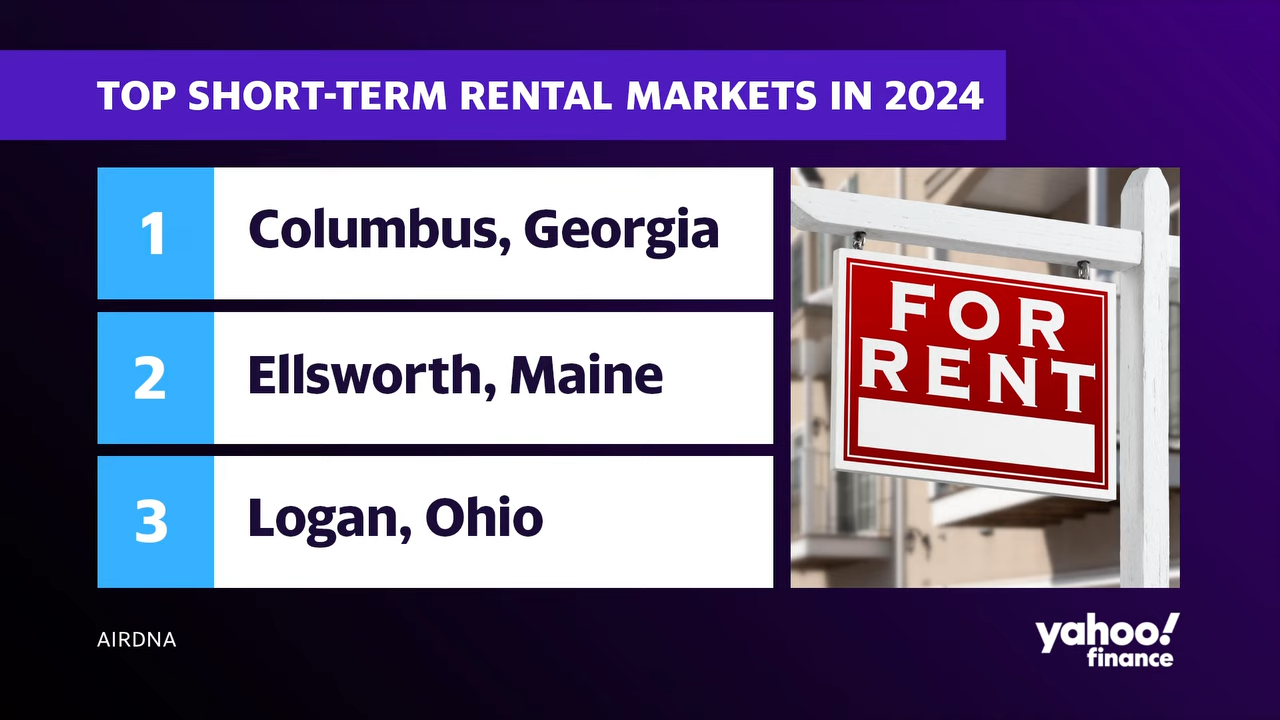 TOP SHORT-TERM RENTAL MARKETS IN 2024
1
Columbus, Georgia
2
Ellsworth, Maine
3
Logan, Ohio
FOR
RENT
AIRDNA
yahoo!
finance